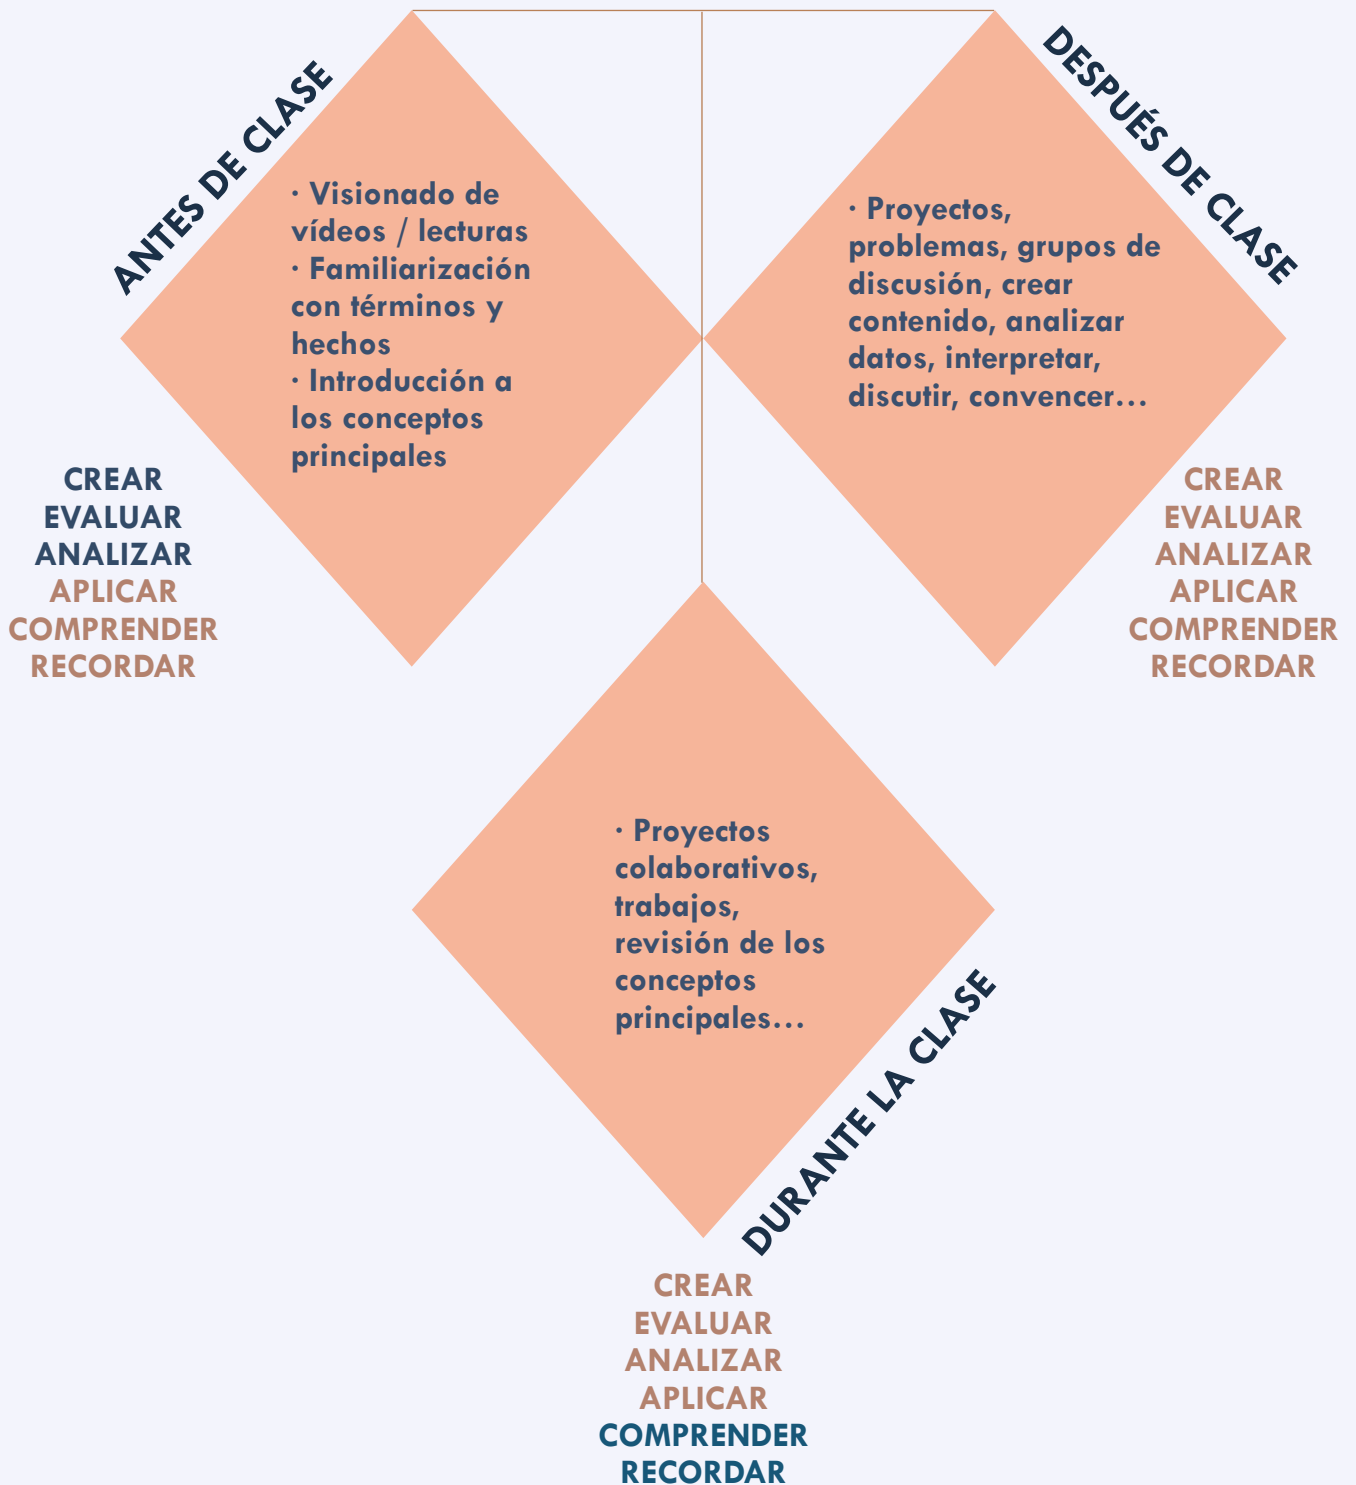 ANTES DE CLASE
· Visionado de
vídeos / lecturas
· Familiarización
con términos y
hechos
· Introducción a
los conceptos
principales
CREAR
EVALUAR
ANALIZAR
APLICAR
COMPRENDER
RECORDAR
DESPUÉS DE CLASE
· Proyectos,
problemas, grupos de
discusión, crear
contenido, analizar
datos, interpretar,
discutir, convencer...
CREAR
EVALUAR
ANALIZAR
APLICAR
COMPRENDER
RECORDAR
· Proyectos
colaborativos,
trabajos,
revisión de los
conceptos
principales...
DURANTE LA CLASE
CREAR
EVALUAR
ANALIZAR
APLICAR
COMPRENDER
RECORDAR